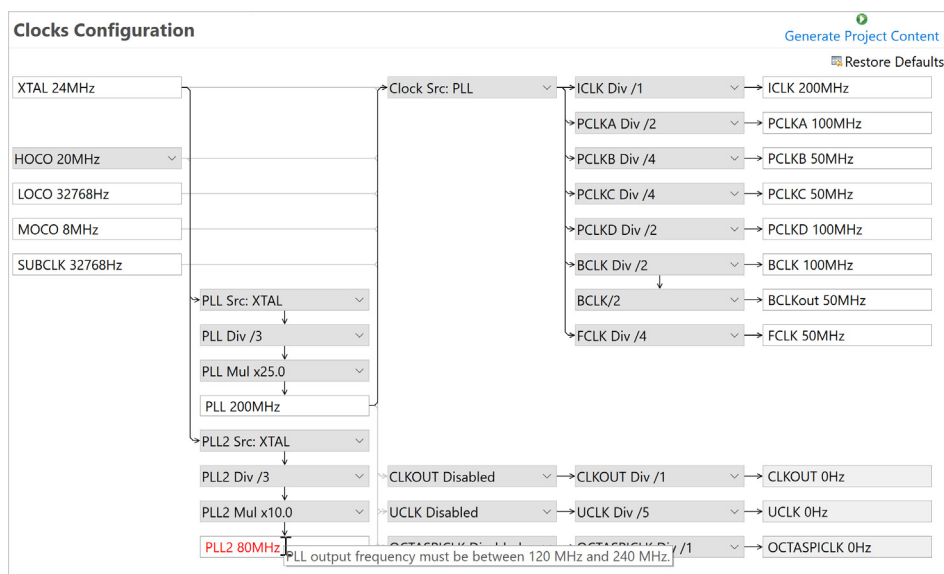 Clocks Configuration
Generate Project Content
Restore Defaults
XTAL 24MHz
Clock Src: PLL
ICLK Div /1
ICLK 200MHz
PCLKA Div /2
PCLKA 100MHz
HOCO 20MHz
PCLKB Div /4
PCLKB 50MHz
LOCO 32768Hz
PCLKC Div /4
PCLKC 50MHz
MOCO 8MHz
PCLKD Div /2
PCLKD 100MHz
SUBCLK 32768Hz
BCLK Div /2
BCLK 100MHz
PLL Src: XTAL
BCLK/2
BCLKout 50MHz
PLL Div /3
FCLK Div /4
FCLK 50MHz
PLL Mul x25.0
PLL 200MHz
PLL2 Src: XTAL
PLL2 Div /3
CLKOUT Disabled
CLKOUT Div /1
CLKOUT 0Hz
PLL2 Mul x10.0
UCLK Disabled
UCLK Div /5
UCLK 0Hz
PLL2 80MHz
OCTASPICLK Disabled
OCTASPICLK Div /1
OCTASPICLK 0Hz
PLL output frequency must be between 120 MHz and 240 MHz.